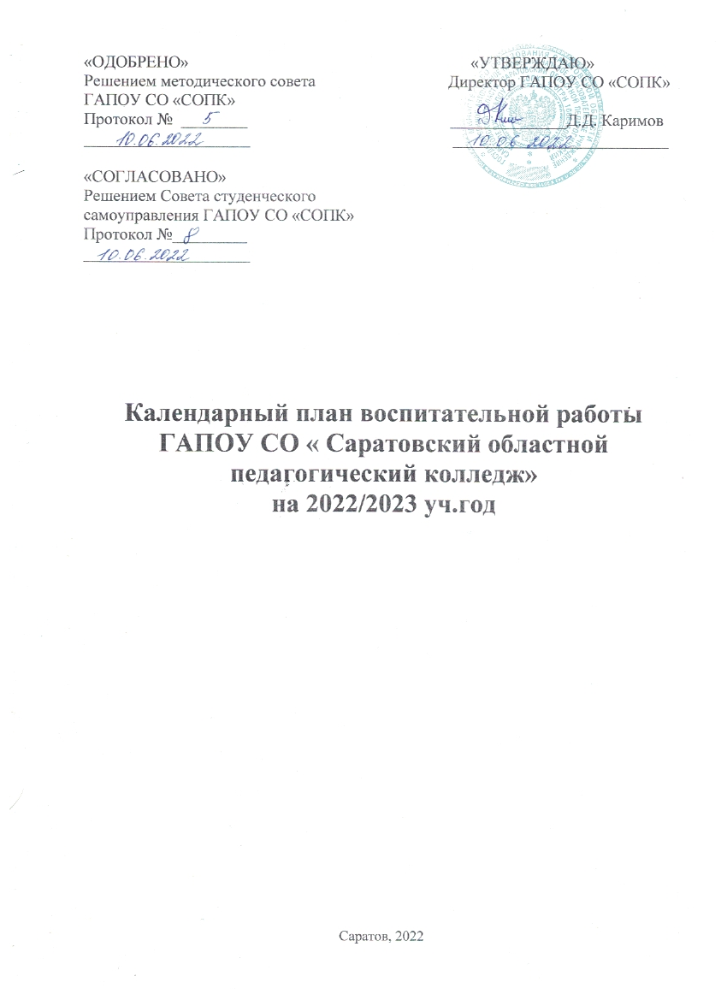 «ОДОБРЕНО»
Решением методического совета
ГАПОУ СО «СОПК»
Протокол № 5
10.06.2022
«УТВЕРЖДАЮ»
Директор ГАПОУ СО «СОПК»
Д.Д. Каримов
10 06 2022
«СОГЛАСОВАНО»
Решением Совета студенческого
самоуправления ГАПОУ СО «СОПК»
Протокол № 8
10.06.2022
Календарный план воспитательной работы
ГАПОУ СО « Саратовский областной
педагогический колледж»
на 2022/2023 уч.год
Саратов, 2022